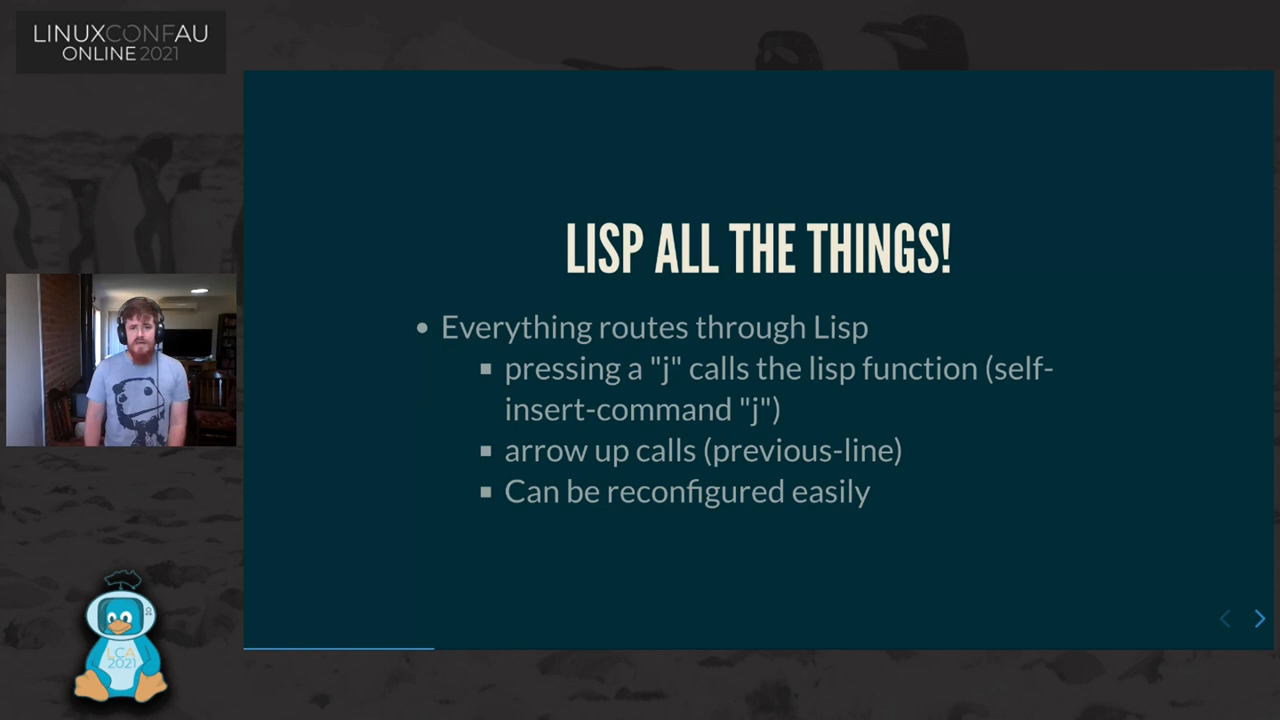 LINUXCONFAU
ONLINE 2021
LISP ALL THE THINGS!
• Everything routes through Lisp
▪ pressing a "j" calls the lisp function (self-
insert-command "j")
▪ arrow up calls (previous-line)
▪ Can be reconfigured easily
LCA
2021